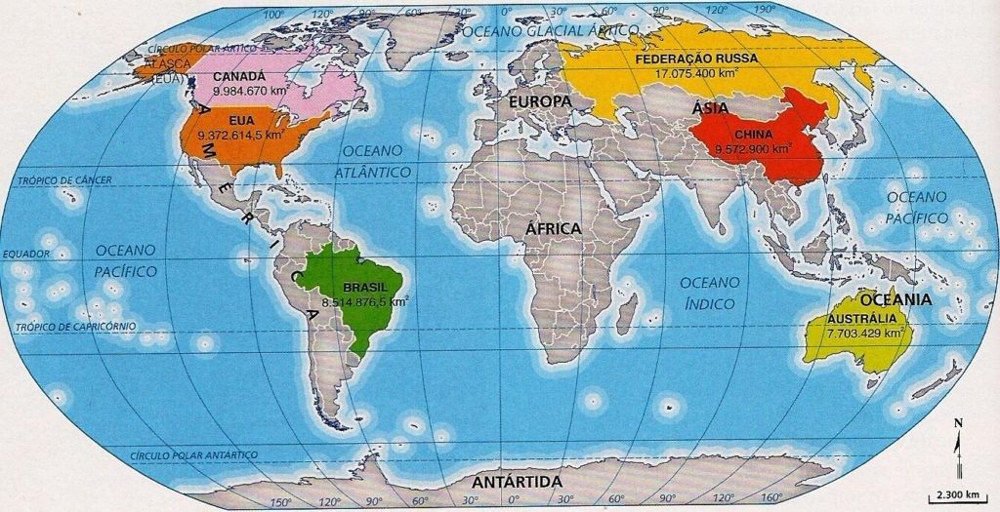 100° 60° 30° 0° 30° 60° 120° 190°
OCEANO GLACIAL ÁRTICO
CÍRCULO POLAR ÁRTICO
ALASCA
(EUA)
CANADÁ
9.984.670 km²
FEDERAÇÃO RUSSA
17.075.400 km²
EUROPA
ÁSIA
EUA
9.372.614,5 km²
CHINA
9.572.900 km²
OCEANO
ATLÂNTICO
TRÓPICO DE CÂNCER
AMÉRICA
OCEANO
PACÍFICO
ÁFRICA
EQUADOR
OCEANO
PACÍFICO
BRASIL
8.514.876,5 km²
OCEANO
ÍNDICO
OCEANIA
AUSTRÁLIA
7.703.429 km²
TRÓPICO DE CAPRICÓRNIO
CÍRCULO POLAR ANTÁRTICO
N
ANTÁRTIDA
2.300 km
150° 120° 90° 60° 30° 0° 30° 60° 90° 120° 160°